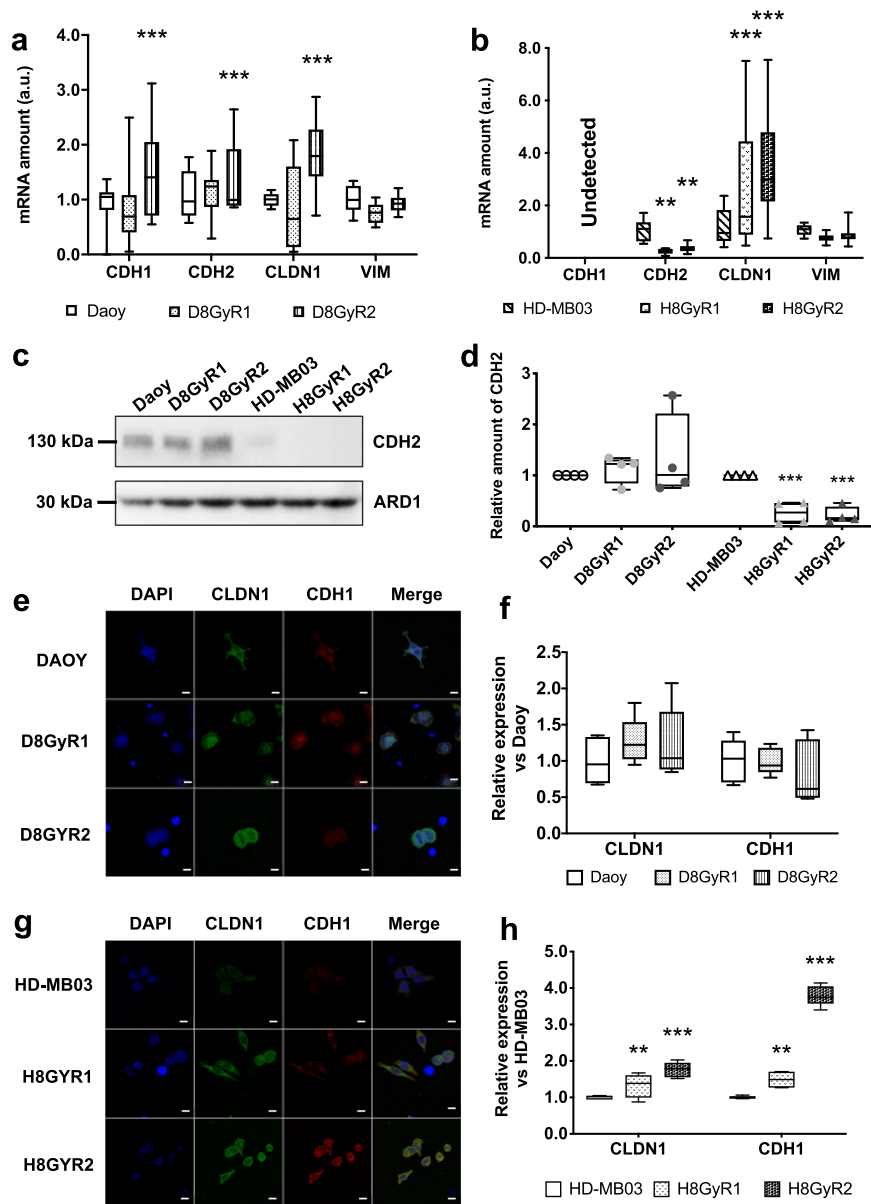 a
mRNA amount (a.u.)
4.0
3.0
2.0
1.0
0.0
***
***
***
CDH1 CDH2 CLDN1 VIM
Daoy D8GyR1 D8GyR2
b
mRNA amount (a.u.)
8.0
6.0
4.0
2.0
0.0
Undetected
**
**
***
***
CDH1 CDH2 CLDN1 VIM
HD-MB03 H8GyR1 H8GyR2
c
Daoy D8GyR1 D8GyR2 HD-MB03 H8GyR1 H8GyR2
130 kDa CDH2
30 kDa ARD1
d
Relative amount of CDH2
3
2
1
0
*** ***
Daoy D8GyR1 D8GyR2 HD-MB03 H8GyR1 H8GyR2
e
DAPI CLDN1 CDH1 Merge
DAOY
D8GyR1
D8GYR2
f
Relative expression
vs Daoy
2.5
2.0
1.5
1.0
0.5
0.0
CLDN1 CDH1
Daoy D8GyR1 D8GyR2
g
DAPI CLDN1 CDH1 Merge
HD-MB03
H8GYR1
H8GYR2
h
Relative expression
vs HD-MB03
5.0
4.0
3.0
2.0
1.0
0.0
** *** ** ***
CLDN1 CDH1
HD-MB03 H8GyR1 H8GyR2